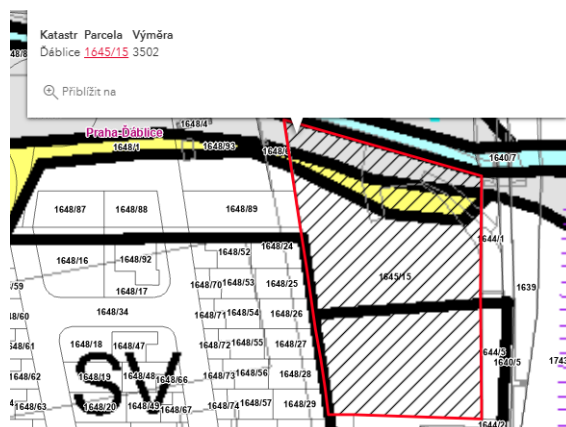 Katastr Parcela Výměra
Ďáblice 1645/15 3502
Přiblížit na
1648/4
Praha-Ďáblice
1648/1 1648/93
1640/7
1648/87 1648/88 1648/89
1644/1
1648/24
1648/52
1648/16 1648/92
1645/15
1648/70 1648/53 1648/25
/59
1648/17
1639
1648/34
1648/71 1648/54 1648/26
/60
1648/18 1648/47
1648/72 1648/55 1648/27
/61
1640/5
SV
1648/19 1648/48 1648/66
1648/73 1648/56 1648/28
/62
1648/20 1648/49 1648/67
1648/74 1648/57 1648/29
/63